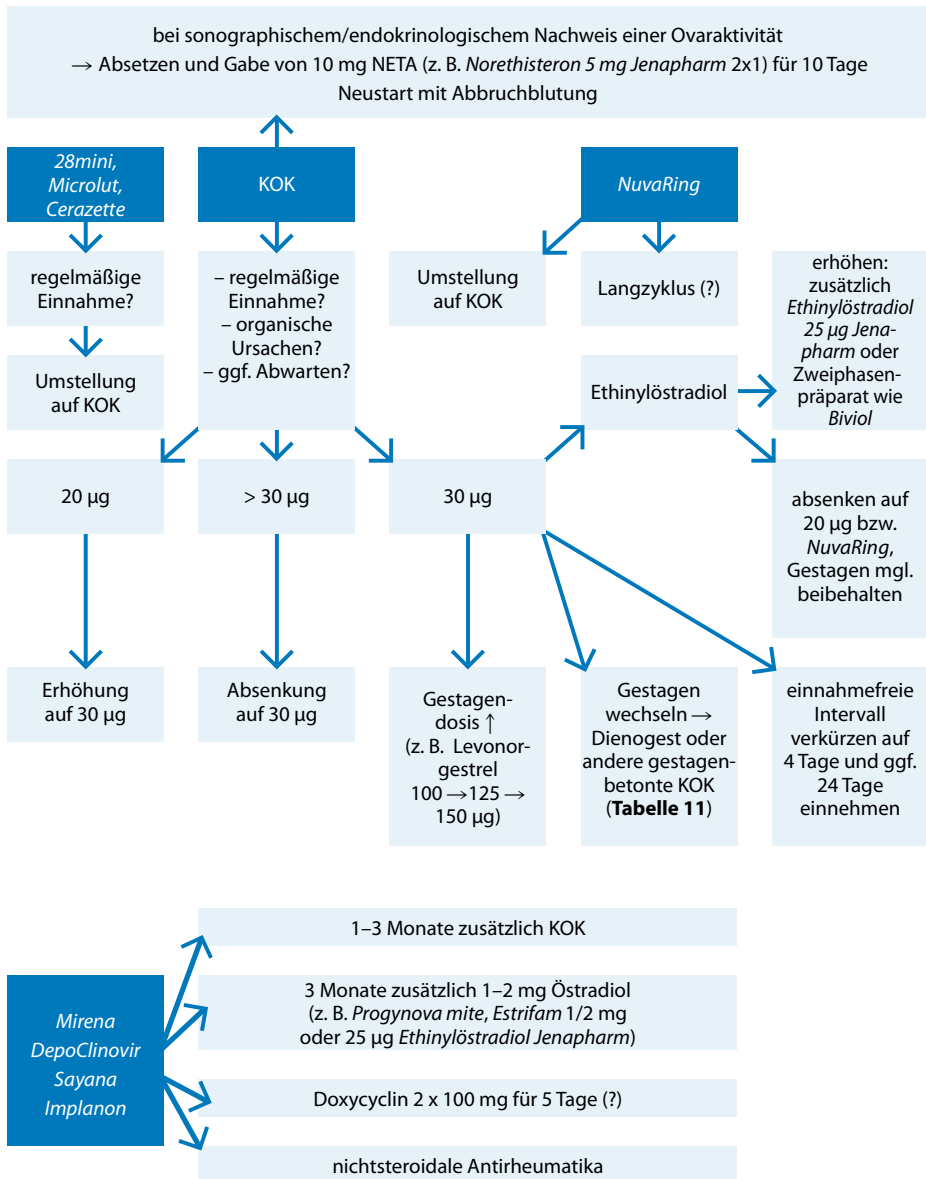 bei sonographischem/endokrinologischem Nachweis einer Ovaraktivität
→ Absetzen und Gabe von 10 mg NETA (z. B. Norethisteron 5 mg Jenapharm 2x1) für 10 Tage
Neustart mit Abbruchblutung
28mini,
Microlut,
Cerazette
KOK
NuvaRing
regelmäßige
Einnahme?
– regelmäßige
Einnahme?
– organische
Ursachen?
– ggf. Abwarten?
Umstellung
auf KOK
Langzyklus (?)
erhöhen:
zusätzlich
Ethinylöstradiol
25 µg Jena-
pharm oder
Zweiphasen-
präparat wie
Biviol
Umstellung
auf KOK
Ethinylöstradiol
20 µg
> 30 µg
30 µg
absenken auf
20 µg bzw.
NuvaRing,
Gestagen mgl.
beibehalten
Erhöhung
auf 30 µg
Absenkung
auf 30 µg
Gestagen-
dosis ↑
(z. B. Levonor-
gestrel
100 →125 →
150 µg)
Gestagen
wechseln →
Dienogest oder
andere gestagen-
betonte KOK
(Tabelle 11)
einnahmefreie
Intervall
verkürzen auf
4 Tage und ggf.
24 Tage
einnehmen
Mirena
DepoClinovir
Sayana
Implanon
1–3 Monate zusätzlich KOK
3 Monate zusätzlich 1–2 mg Östradiol
(z. B. Progynova mite, Estrifam 1/2 mg
oder 25 µg Ethinylöstradiol Jenapharm)
Doxycyclin 2 x 100 mg für 5 Tage (?)
nichtsteroidale Antirheumatika